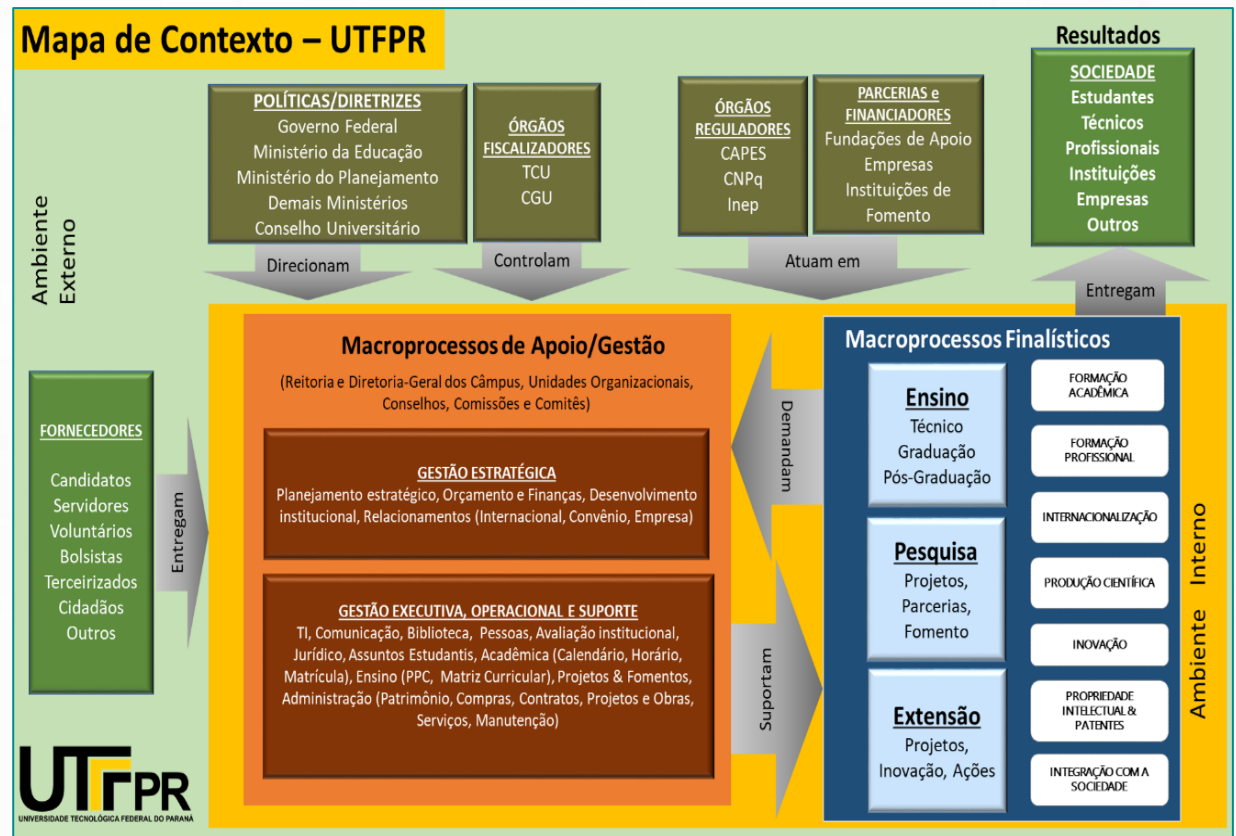 Mapa de Contexto – UTFPR
Resultados
POLÍTICAS/DIRETRIZES
Governo Federal
Ministério da Educação
Ministério do Planejamento
Demais Ministérios
Conselho Universitário
ÓRGÃOS
FISCALIZADORES
TCU
CGU
ÓRGÃOS
REGULADORES
CAPES
CNPq
Inep
PARCERIAS e
FINANCIADORES
Fundações de Apoio
Empresas
Instituições de
Fomento
SOCIEDADE
Estudantes
Técnicos
Profissionais
Instituições
Empresas
Outros
Ambiente
Externo
Direcionam
Controlam
Atuam em
Entregam
FORNECEDORES
Candidatos
Servidores
Voluntários
Bolsistas
Terceirizados
Cidadãos
Outros
Entregam
Macroprocessos de Apoio/Gestão
(Reitoria e Diretoria-Geral dos Câmpus, Unidades Organizacionais,
Conselhos, Comissões e Comitês)
GESTÃO ESTRATÉGICA
Planejamento estratégico, Orçamento e Finanças, Desenvolvimento
institucional, Relacionamentos (Internacional, Convênio, Empresa)
GESTÃO EXECUTIVA, OPERACIONAL E SUPORTE
TI, Comunicação, Biblioteca, Pessoas, Avaliação institucional,
Jurídico, Assuntos Estudantis, Acadêmica (Calendário, Horário,
Matrícula), Ensino (PPC, Matriz Curricular), Projetos & Fomentos,
Administração (Patrimônio, Compras, Contratos, Projetos e Obras,
Serviços, Manutenção)
Demandam
Suportam
Macroprocessos Finalísticos
Ensino
Técnico
Graduação
Pós-Graduação
Pesquisa
Projetos,
Parcerias,
Fomento
Extensão
Projetos,
Inovação, Ações
FORMAÇÃO
ACADÊMICA
FORMAÇÃO
PROFISSIONAL
INTERNACIONALIZAÇÃO
PRODUÇÃO CIENTÍFICA
INOVAÇÃO
PROPRIEDADE
INTELECTUAL &
PATENTES
INTEGRAÇÃO COM A
SOCIEDADE
Ambiente Interno
UTFPR
UNIVERSIDADE TECNOLÓGICA FEDERAL DO PARANÁ